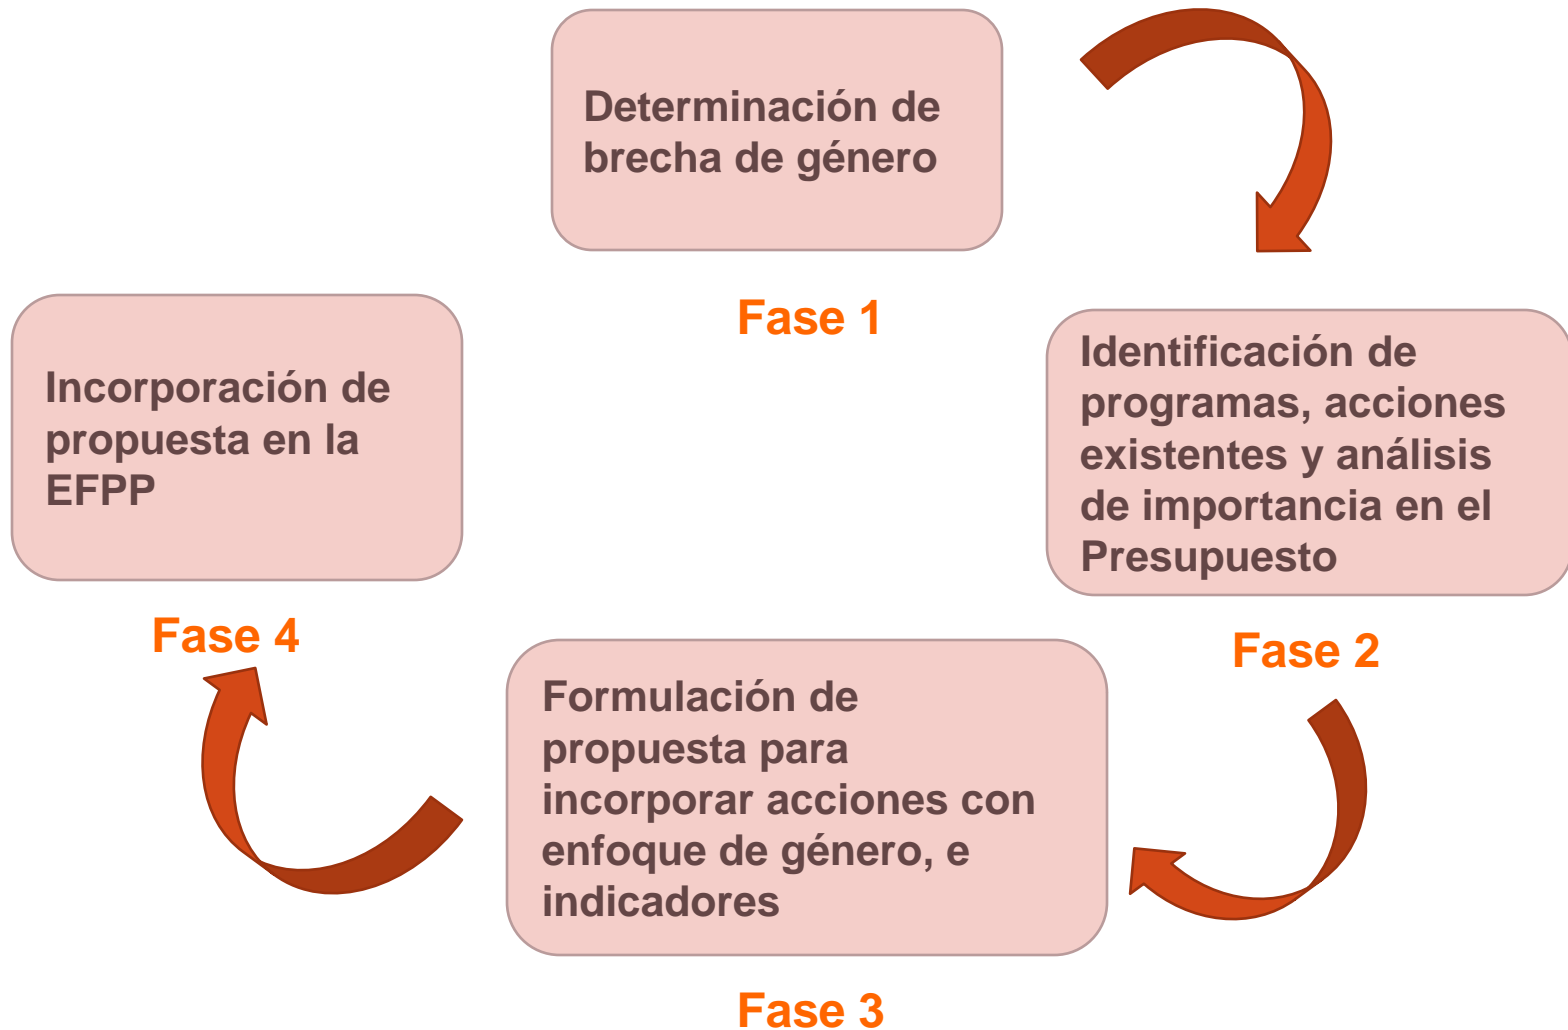 Determinación de
brecha de género
Fase 1
Identificación de
programas, acciones
existentes y análisis
de importancia en el
Presupuesto
Fase 2
Formulación de
propuesta para
incorporar acciones con
enfoque de género, e
indicadores
Fase 3
Incorporación de
propuesta en la
EFPP
Fase 4